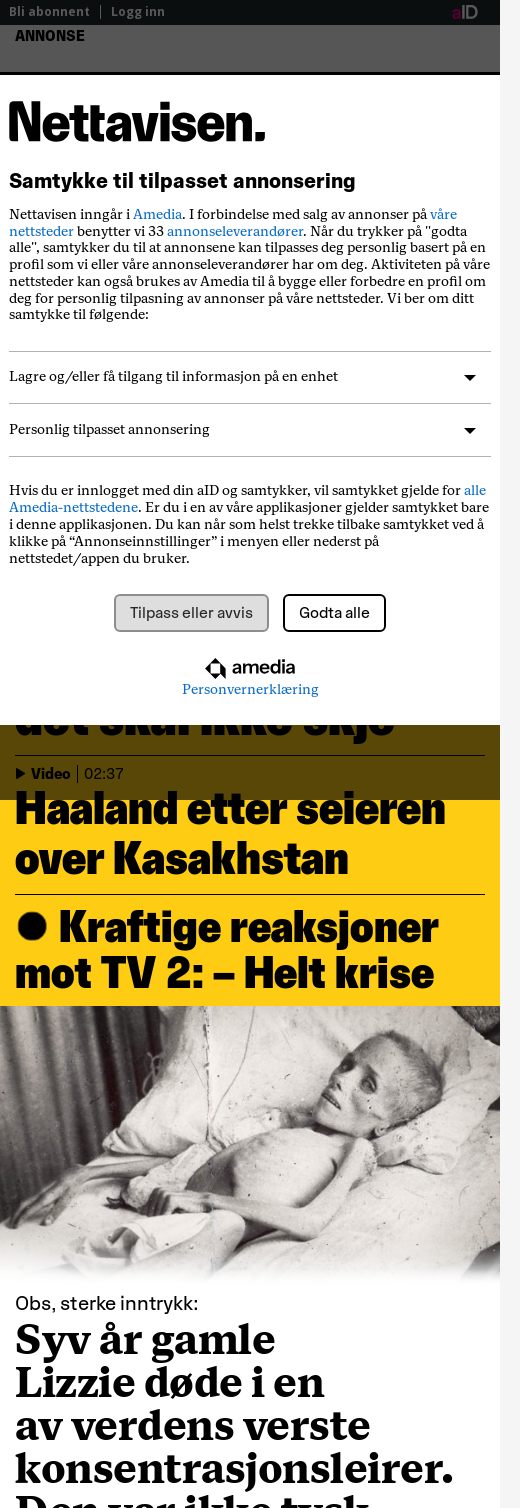 Bli abonnent | Logg inn
aID
ANNONSE
Nettavisen.
Samtykke til tilpasset annonsering
Nettavisen inngår i Amedia. I forbindelse med salg av annonser på våre
nettsteder benytter vi 33 annonseleverandører. Når du trykker på "godta
alle", samtykker du til at annonsene kan tilpasses deg personlig basert på en
profil som vi eller våre annonseleverandører har om deg. Aktiviteten på våre
nettsteder kan også brukes av Amedia til å bygge eller forbedre en profil om
deg for personlig tilpasning av annonser på våre nettsteder. Vi ber om ditt
samtykke til følgende:
Lagre og/eller få tilgang til informasjon på en enhet
Personlig tilpasset annonsering
Hvis du er innlogget med din aID og samtykker, vil samtykket gjelde for alle
Amedia-nettstedene. Er du i en av våre applikasjoner gjelder samtykket bare
i denne applikasjonen. Du kan når som helst trekke tilbake samtykket ved å
klikke på “Annonseinnstillinger” i menyen eller nederst på
nettstedet/appen du bruker.
Tilpass eller avvis
Godta alle
amedia
Personvernerklæring
det skal ikke skje
Video | 02:37
Haaland etter seieren
over Kasakhstan
Kraftige reaksjoner
mot TV 2: – Helt krise
Obs, sterke inntrykk:
Syv år gamle
Lizzie døde i en
av verdens verste
konsentrasjonsleirer.
Den var ikke tysk